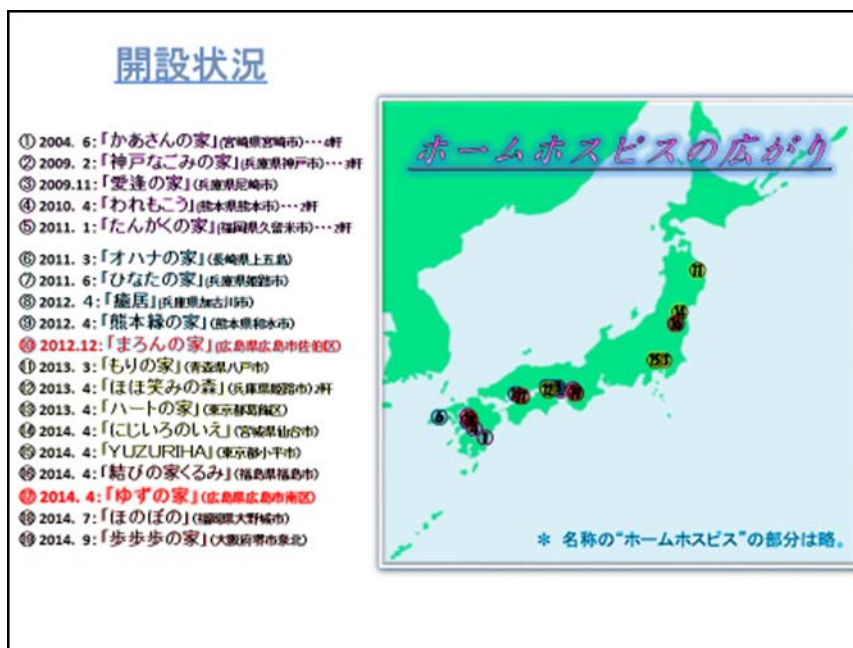 開設状況
① 2004. 6:「かあさんの家」(宮崎県宮崎市)・・・4軒
② 2009. 2:「神戸なごみの家」(兵庫県神戸市)・・・3軒
③ 2009.11:「愛逢の家」(兵庫県尼崎市)
④ 2010. 4:「われもこう」(熊本県熊本市)・・・2軒
⑤ 2011. 1:「たんがくの家」(福岡県久留米市)・・・2軒
⑥ 2011. 3:「オハナの家」(長崎県上五島)
⑦ 2011. 6:「ひなたの家」(兵庫県姫路市)
⑧ 2012. 4:「癒居」(兵庫県加古川市)
⑨ 2012. 4:「熊本縁の家」(熊本県和水市)
⑩ 2012.12:「まろんの家」(広島県広島市佐伯区)
⑪ 2013. 3:「もりの家」(青森県八戸市)
⑫ 2013. 4:「ほほ笑みの森」(兵庫県姫路市)2軒
⑬ 2013. 4:「ハートの家」(東京都葛飾区)
⑭ 2014. 4:「にじいろのいえ」(宮城県仙台市)
⑮ 2014. 4:「YUZURIHA」(東京都小平市)
⑯ 2014. 4:「結びの家くるみ」(福島県福島市)
⑰ 2014. 4:「ゆずの家」(広島県広島市南区)
⑱ 2014. 7:「ほのぼの」(福岡県大野城市)
⑲ 2014. 9:「歩歩歩の家」(大阪府堺市泉北)
ホームホスピスの広がり
⑪
⑭
⑯
⑮ ⑬
⑰
⑫
⑲
⑥
④
①
＊ 名称の“ホームホスピス”の部分は略。